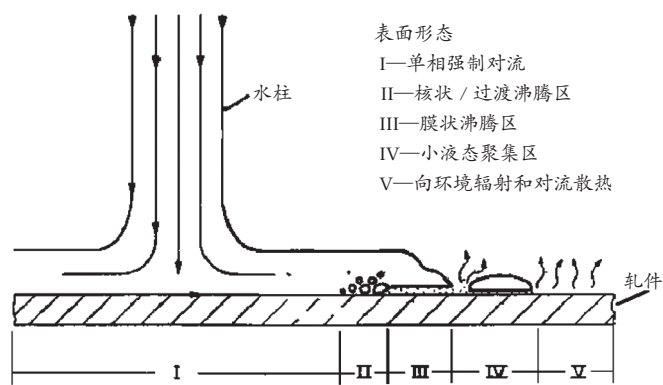 表面形态
I—单相强制对流
II—核状 / 过渡沸腾区
III—膜状沸腾区
IV—小液态聚集区
V—向环境辐射和对流散热
水柱
轧件
I II III IV V